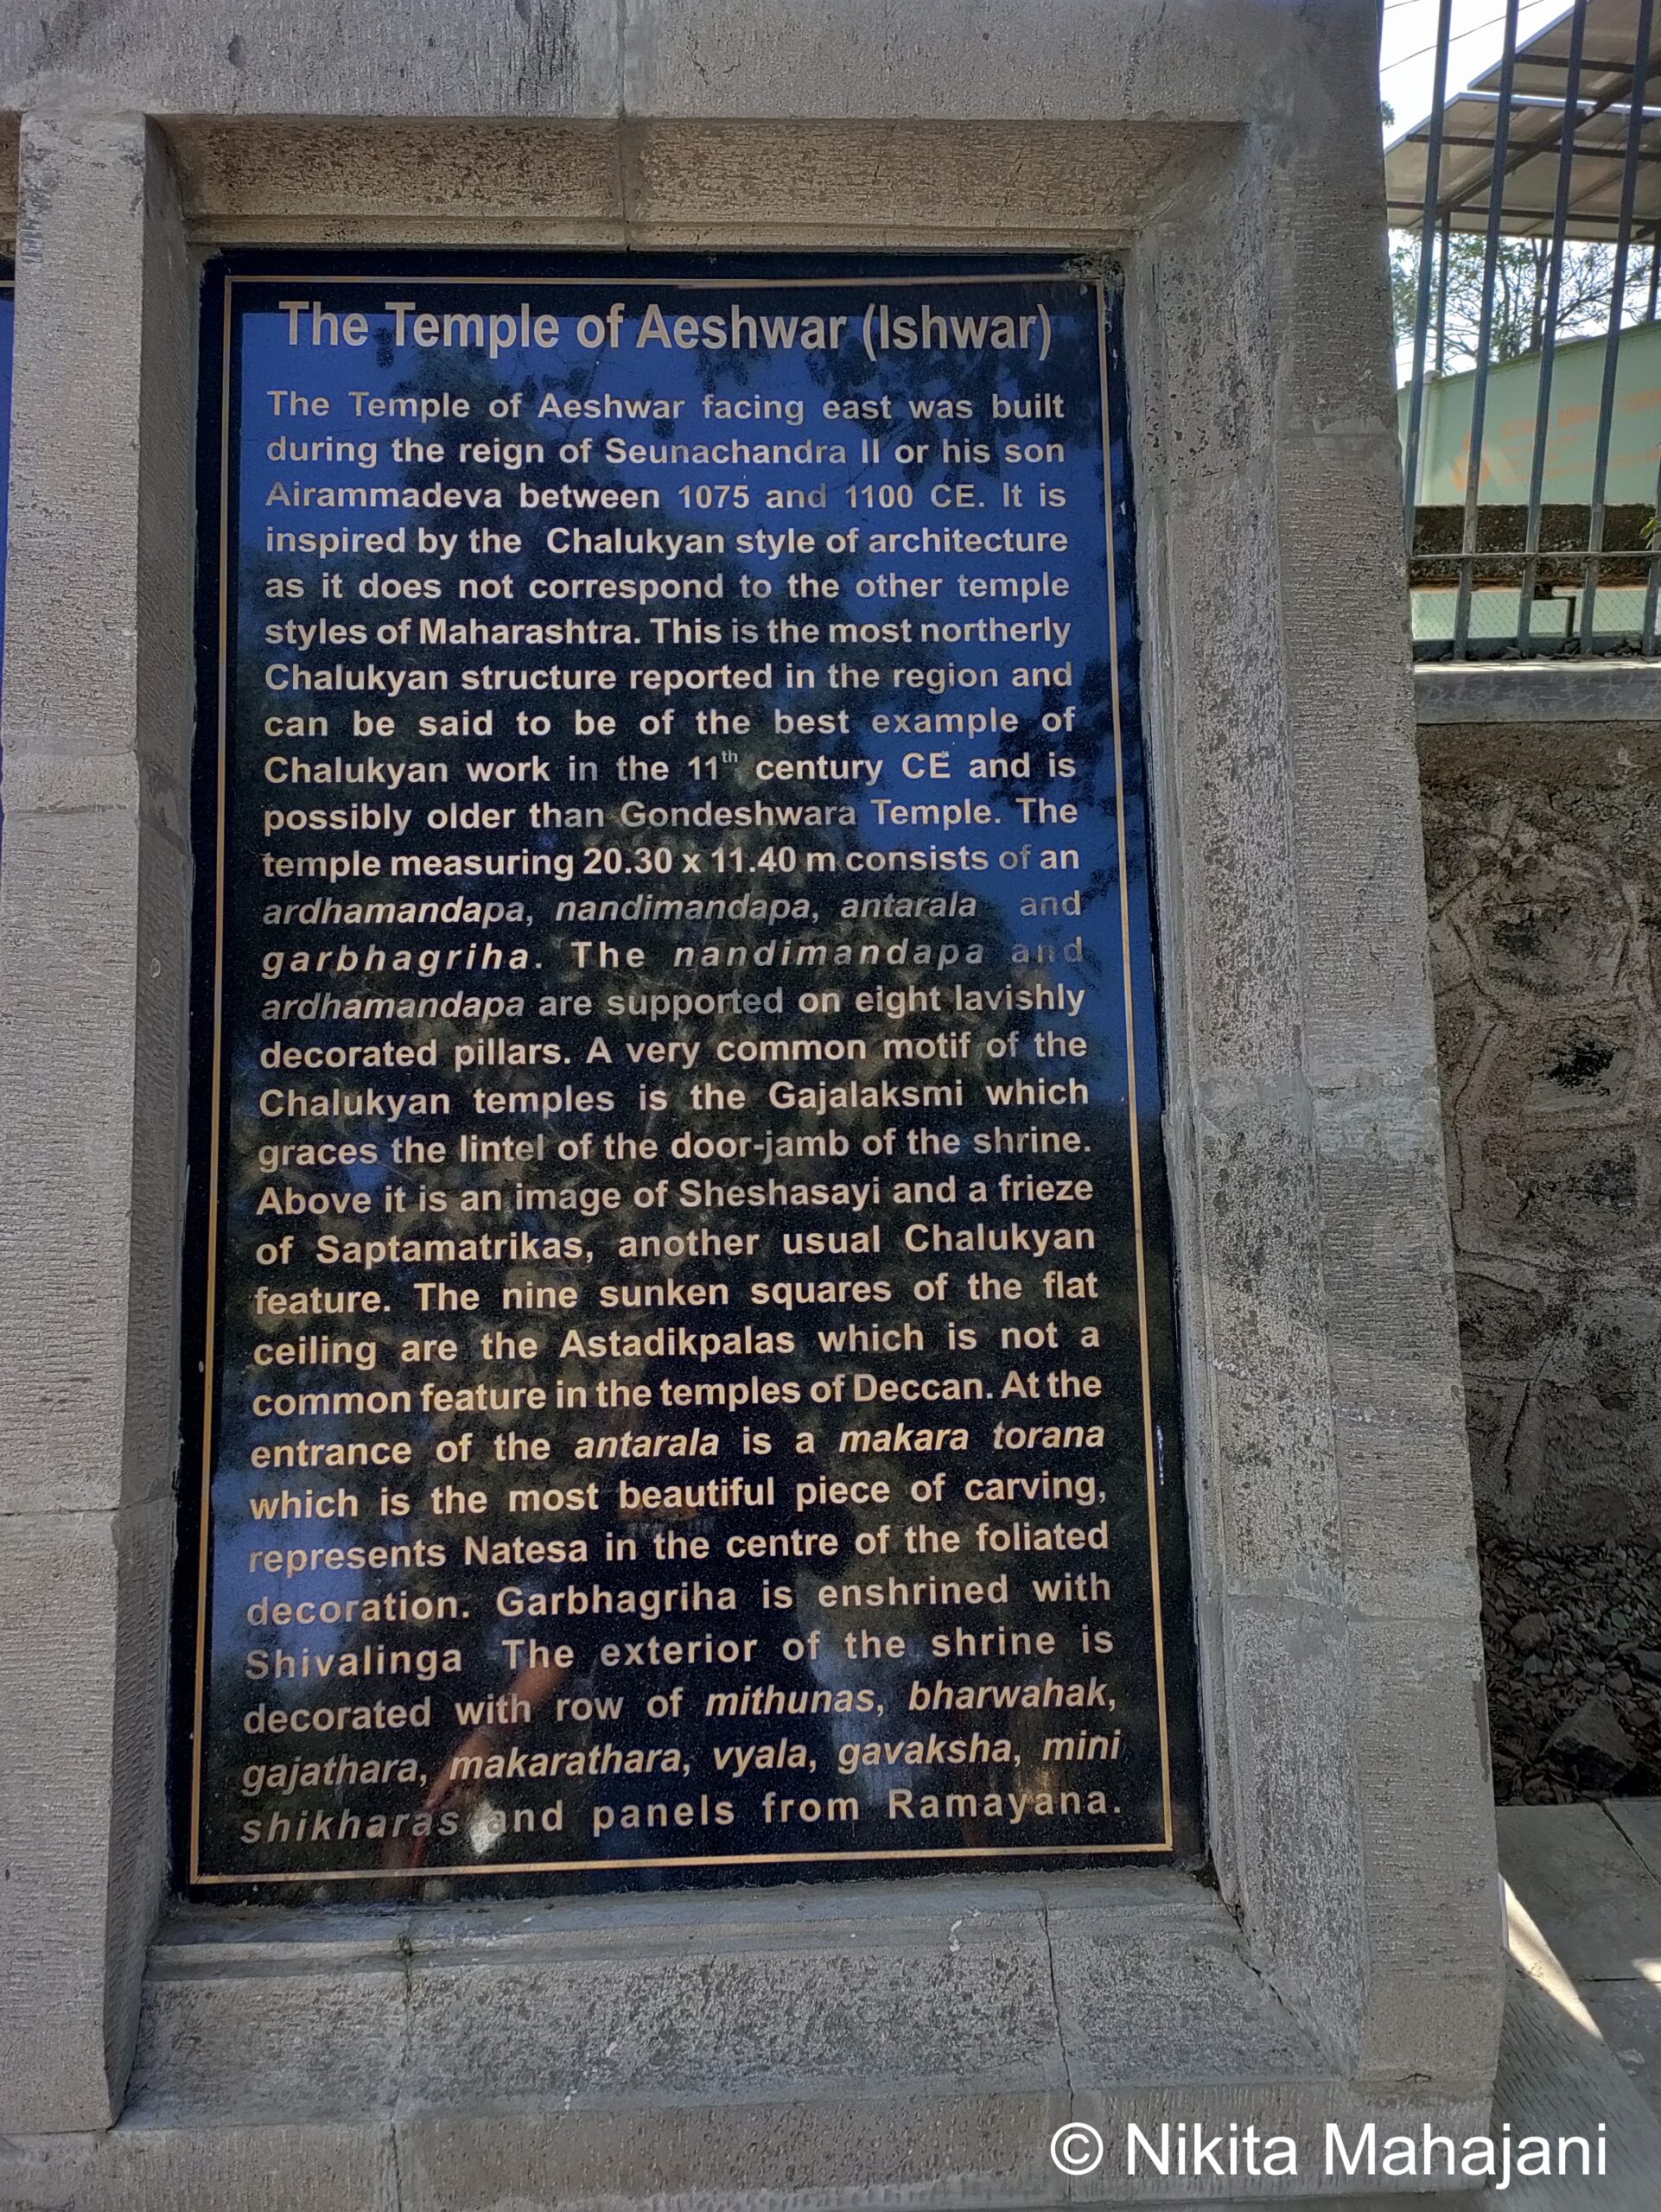 The Temple of Aeshwar (Ishwar)
The Temple of Aeshwar facing east was built
during the reign of Seunachandra II or his son
Airammadeva between 1075 and 1100 CE. It is
inspired by the Chalukyan style of architecture
as it does not correspond to the other temple
styles of Maharashtra. This is the most northerly
Chalukyan structure reported in the region and
can be said to be of the best example of
Chalukyan work in the 11th century CE and is
possibly older than Gondeshwara Temple. The
temple measuring 20.30 x 11.40 m consists of an
ardhamandapa, nandimandapa, antarala and
garbhagriha. The nandimandapa and
ardhamandapa are supported on eight lavishly
decorated pillars. A very common motif of the
Chalukyan temples is the Gajalaksmi which
graces the lintel of the door-jamb of the shrine.
Above it is an image of Sheshasayi and a frieze
of Saptamatrikas, another usual Chalukyan
feature. The nine sunken squares of the flat
ceiling are the Astadikpalas which is not a
common feature in the temples of Deccan. At the
entrance of the antarala is a makara torana
which is the most beautiful piece of carving,
represents Natesa in the centre of the foliated
decoration. Garbhagriha is enshrined with
Shivalinga The exterior of the shrine is
decorated with row of mithunas, bharwahak,
gajathara, makarathara, vyala, gavaksha, mini
shikharas and panels from Ramayana.
© Nikita Mahajani